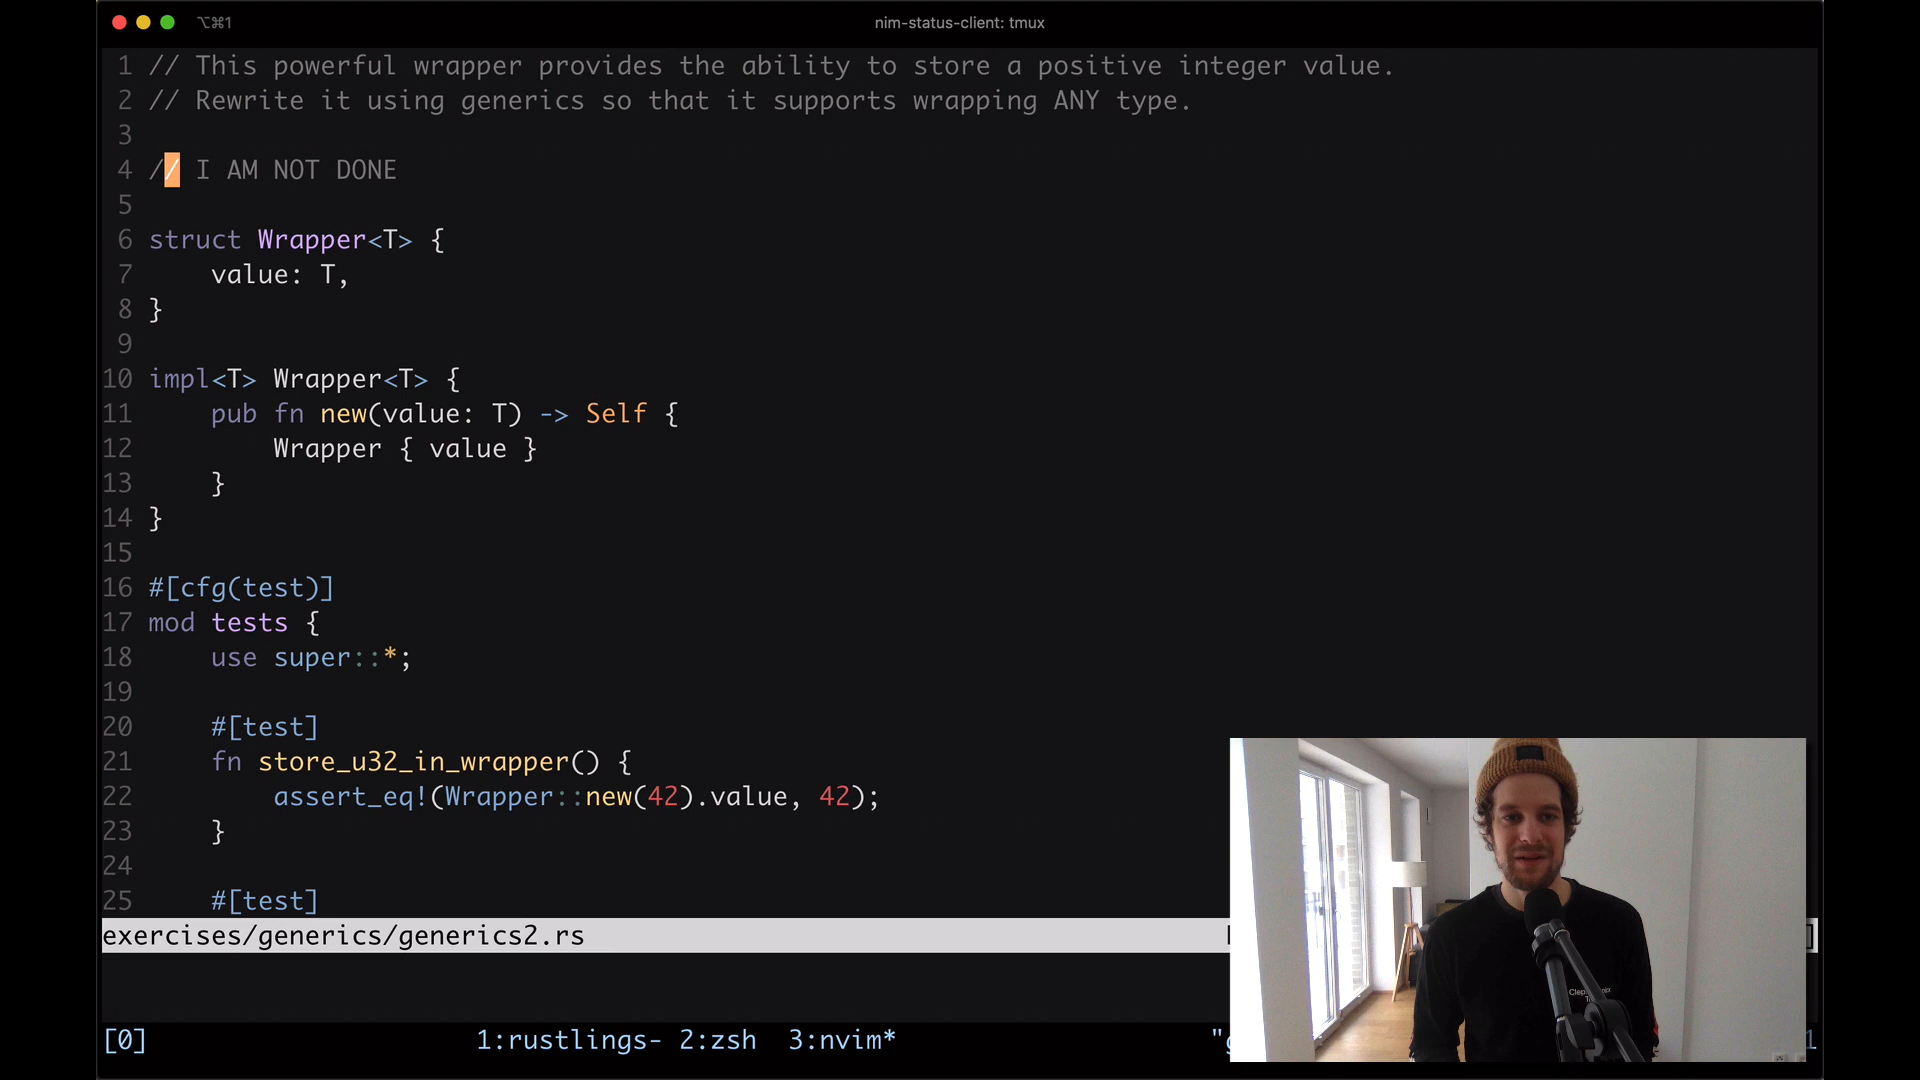 ⌥⌘1 nim-status-client: tmux
1 // This powerful wrapper provides the ability to store a positive integer value.
2 // Rewrite it using generics so that it supports wrapping ANY type.
3
4 // I AM NOT DONE
5
6 struct Wrapper<T> {
7     value: T,
8 }
9
10 impl<T> Wrapper<T> {
11     pub fn new(value: T) -> Self {
12         Wrapper { value }
13     }
14 }
15
16 #[cfg(test)]
17 mod tests {
18     use super::*;
19
20     #[test]
21     fn store_u32_in_wrapper() {
22         assert_eq!(Wrapper::new(42).value, 42);
23     }
24
25     #[test]
exercises/generics/generics2.rs
[0] 1:rustlings- 2:zsh 3:nvim*